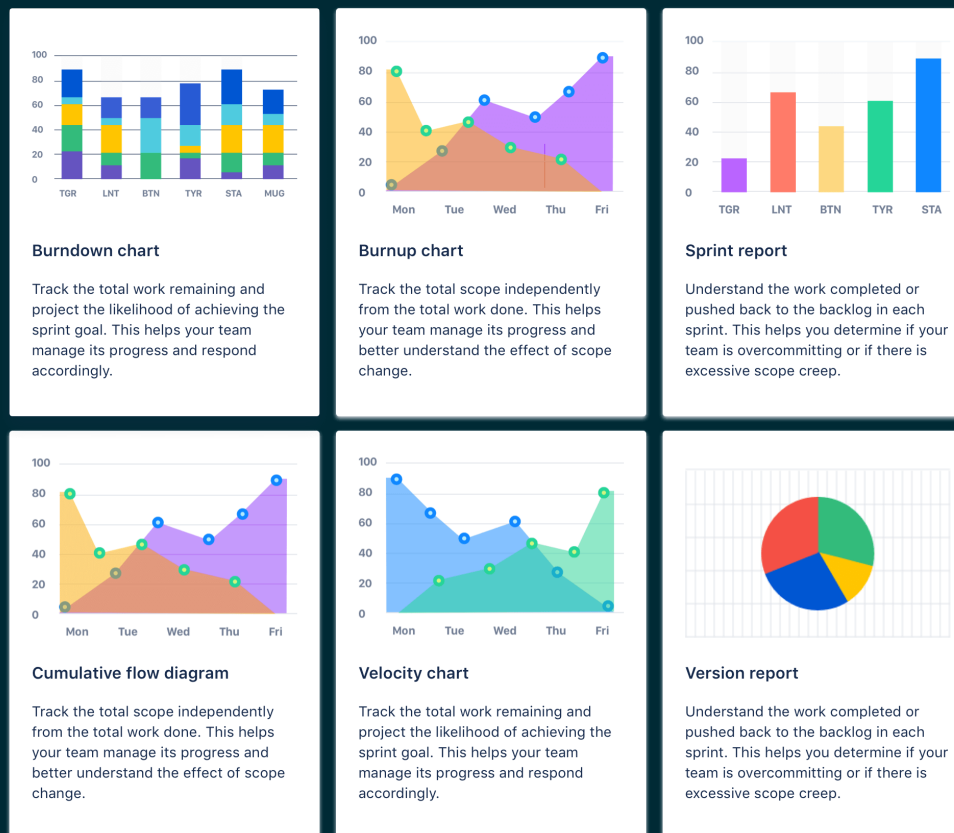 100
80
60
40
20
0
TGR LNT BTN TYR STA MUG
Burndown chart
Track the total work remaining and
project the likelihood of achieving the
sprint goal. This helps your team
manage its progress and respond
accordingly.
100
80
60
40
20
0
Mon Tue Wed Thu Fri
Burnup chart
Track the total scope independently
from the total work done. This helps
your team manage its progress and
better understand the effect of scope
change.
100
80
60
40
20
0
TGR LNT BTN TYR STA
Sprint report
Understand the work completed or
pushed back to the backlog in each
sprint. This helps you determine if your
team is overcommitting or if there is
excessive scope creep.
100
80
60
40
20
0
Mon Tue Wed Thu Fri
Cumulative flow diagram
Track the total scope independently
from the total work done. This helps
your team manage its progress and
better understand the effect of scope
change.
100
80
60
40
20
0
Mon Tue Wed Thu Fri
Velocity chart
Track the total work remaining and
project the likelihood of achieving the
sprint goal. This helps your team
manage its progress and respond
accordingly.
Version report
Understand the work completed or
pushed back to the backlog in each
sprint. This helps you determine if your
team is overcommitting or if there is
excessive scope creep.